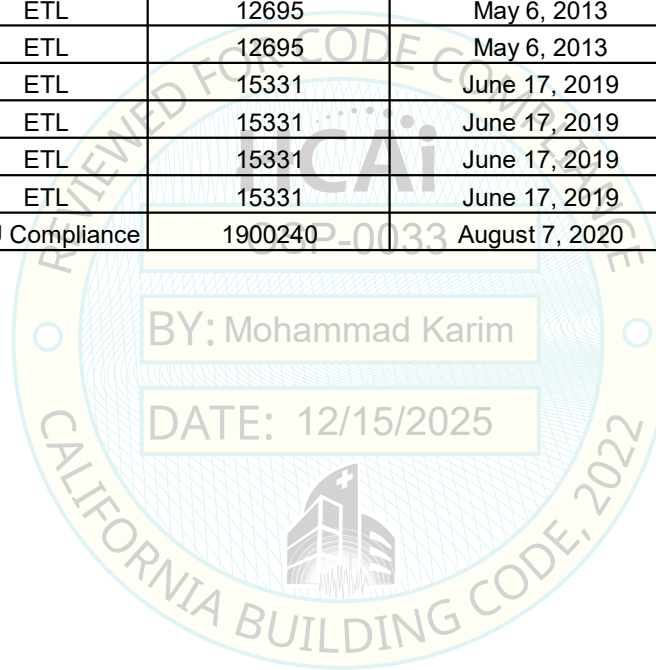 ETL 12695 May 6, 2013
ETL 12695 May 6, 2013
ETL 15331 June 17, 2019
ETL 15331 June 17, 2019
ETL 15331 June 17, 2019
ETL 15331 June 17, 2019
Compliance 1900240 August 7, 2020
REVIEWED FOR CODE COMPLIANCE
HCAi
OSP-0033
BY: Mohammad Karim
DATE: 12/15/2025
CALIFORNIA BUILDING CODE, 2022